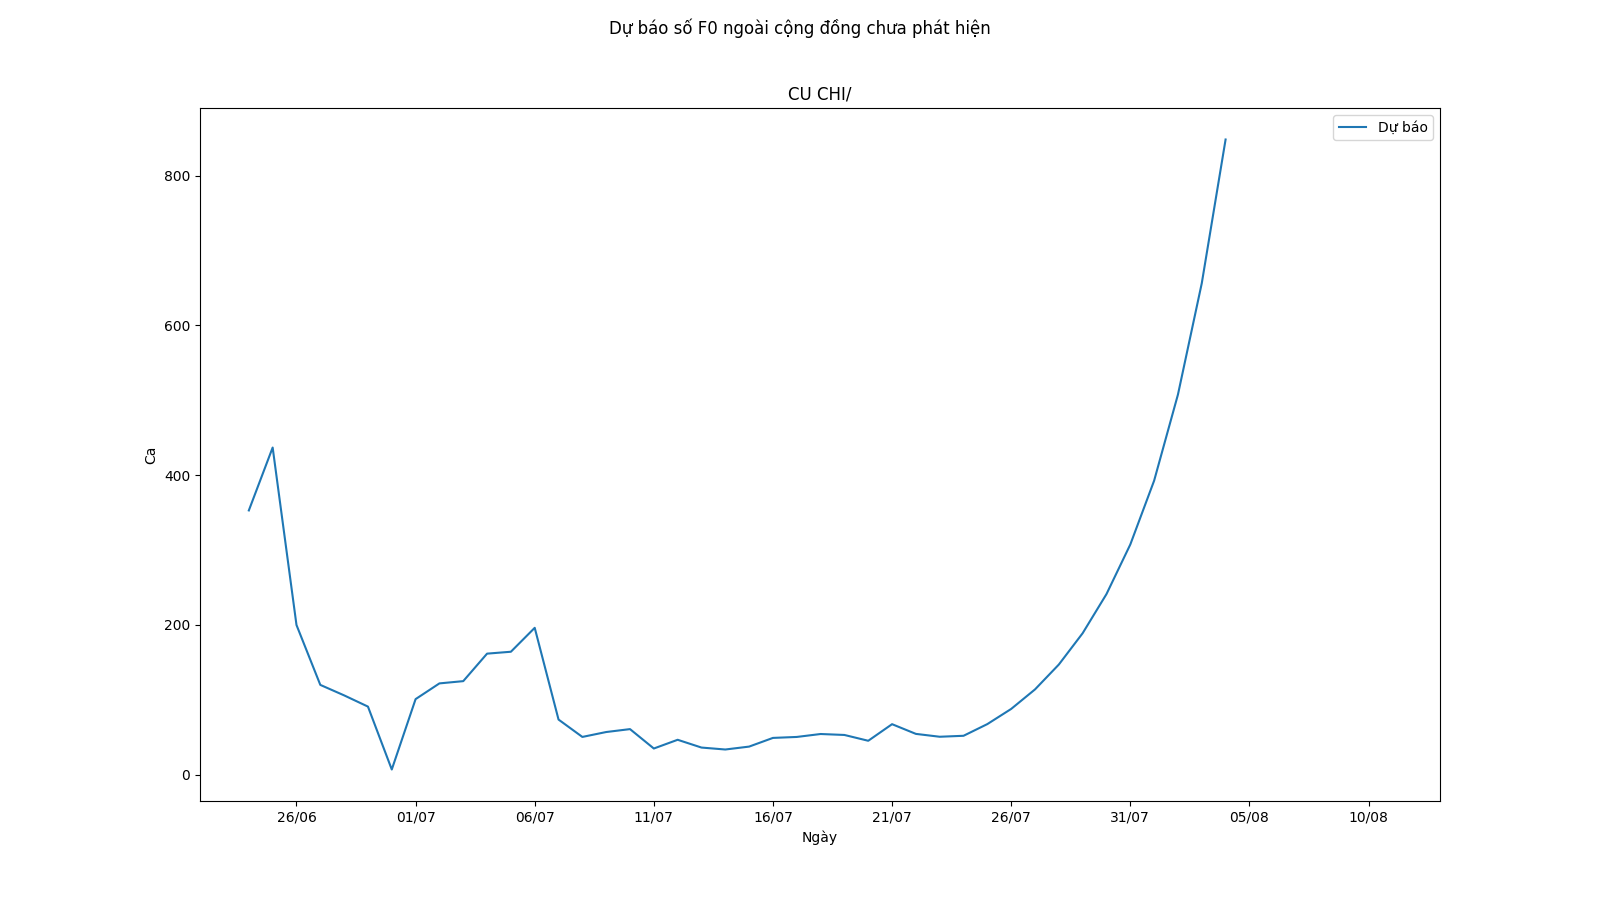 Dự báo số F0 ngoài cộng đồng chưa phát hiện
CU CHI/
Dự báo
800
600
400
200
0
Ca
26/06 01/07 06/07 11/07 16/07 21/07 26/07 31/07 05/08 10/08
Ngày